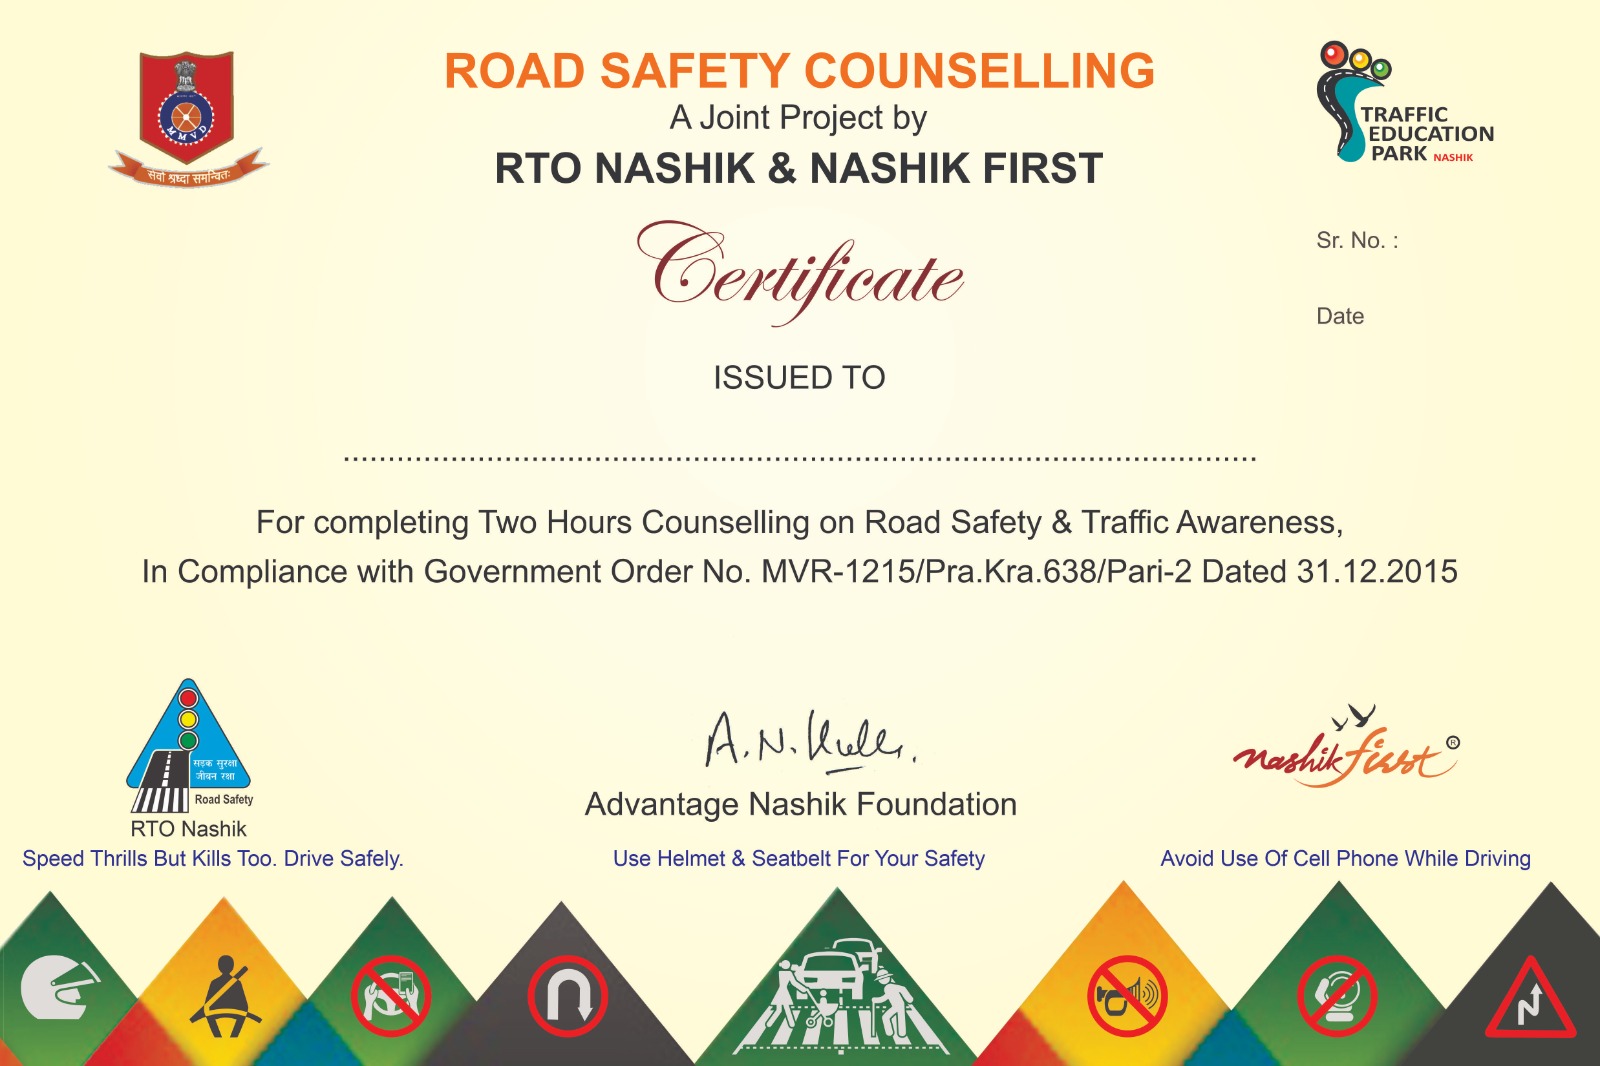 ROAD SAFETY COUNSELLING
A Joint Project by
RTO NASHIK & NASHIK FIRST
MMVD
सर्वा श्रध्दा समन्वितः
TRAFFIC
EDUCATION
PARK NASHIK
Certificate
Sr. No. :
Date
ISSUED TO
For completing Two Hours Counselling on Road Safety & Traffic Awareness,
In Compliance with Government Order No. MVR-1215/Pra.Kra.638/Pari-2 Dated 31.12.2015
सड़क सुरक्षा
जीवन रक्षा
Road Safety
RTO Nashik
A.N.
Advantage Nashik Foundation
nashik first ®
Speed Thrills But Kills Too. Drive Safely.
Use Helmet & Seatbelt For Your Safety
Avoid Use Of Cell Phone While Driving